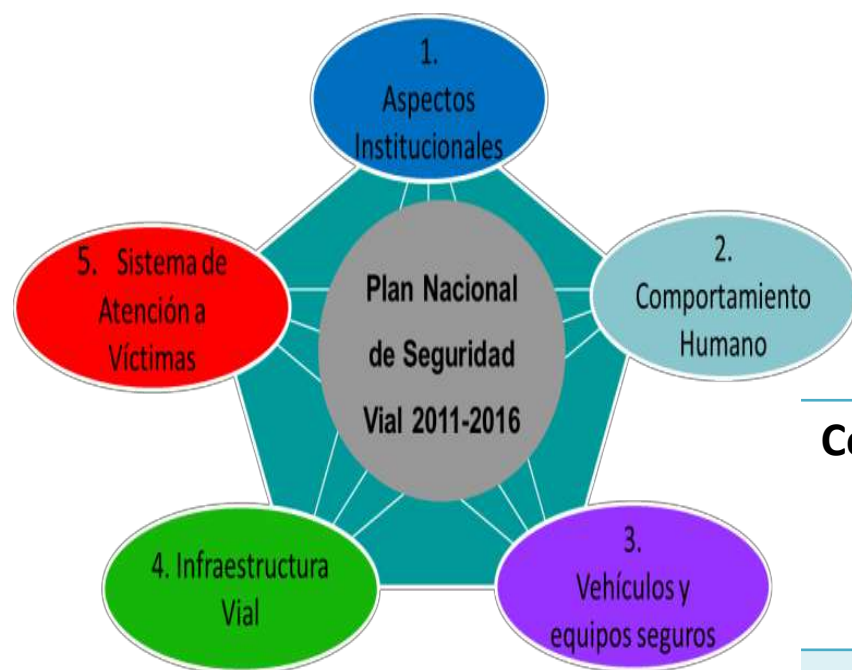 1.
Aspectos
Institucionales
2.
Comportamiento
Humano
3.
Vehículos y
equipos seguros
4. Infraestructura
Vial
5. Sistema de
Atención a
Víctimas
Plan Nacional
de Seguridad
Vial 2011-2016